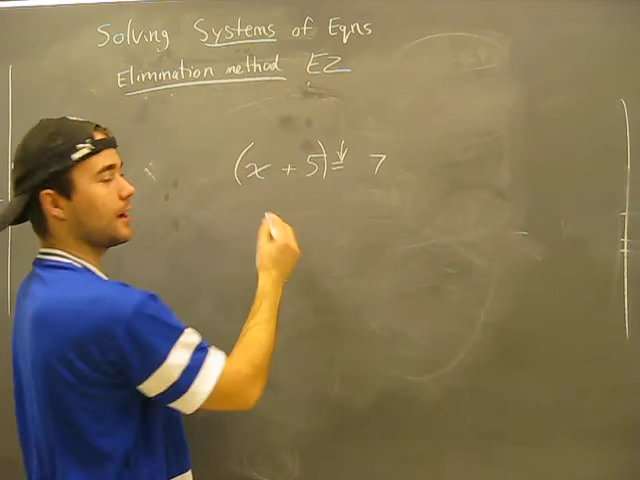 Solving Systems of Eqns
Elimination method EZ
(x + 5) = 7